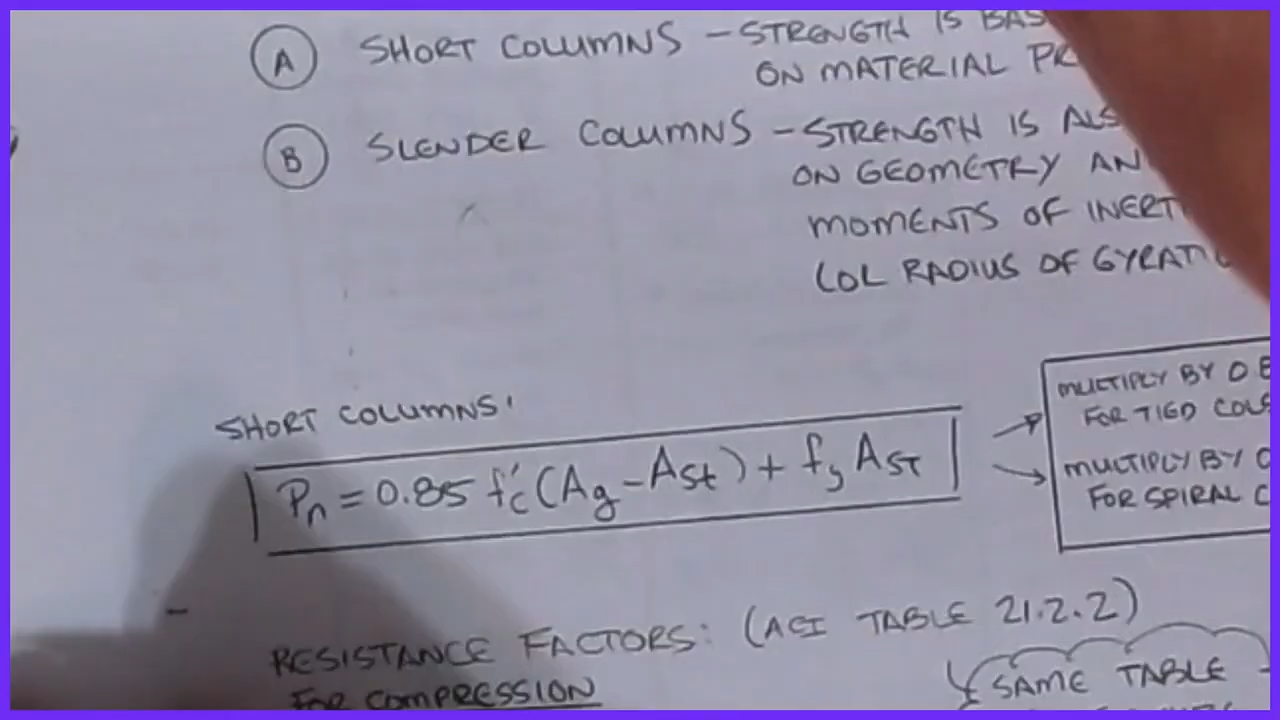 A SHORT COLUMNS - STRENGTH IS
ON MATERIAL
B SLENDER COLUMNS - STRENGTH IS
ON GEOMETRY
MOMENTS OF
RADIUS OF
SHORT COLUMNS:
Pn = 0.85 f'c (Ag - Ast) + fy Ast
MULTIPLY BY
FOR TIED
MULTIPLY BY
FOR SPIRAL
RESISTANCE FACTORS: (ACI TABLE 21.2.2)
FOR COMPRESSION
SAME TABLE